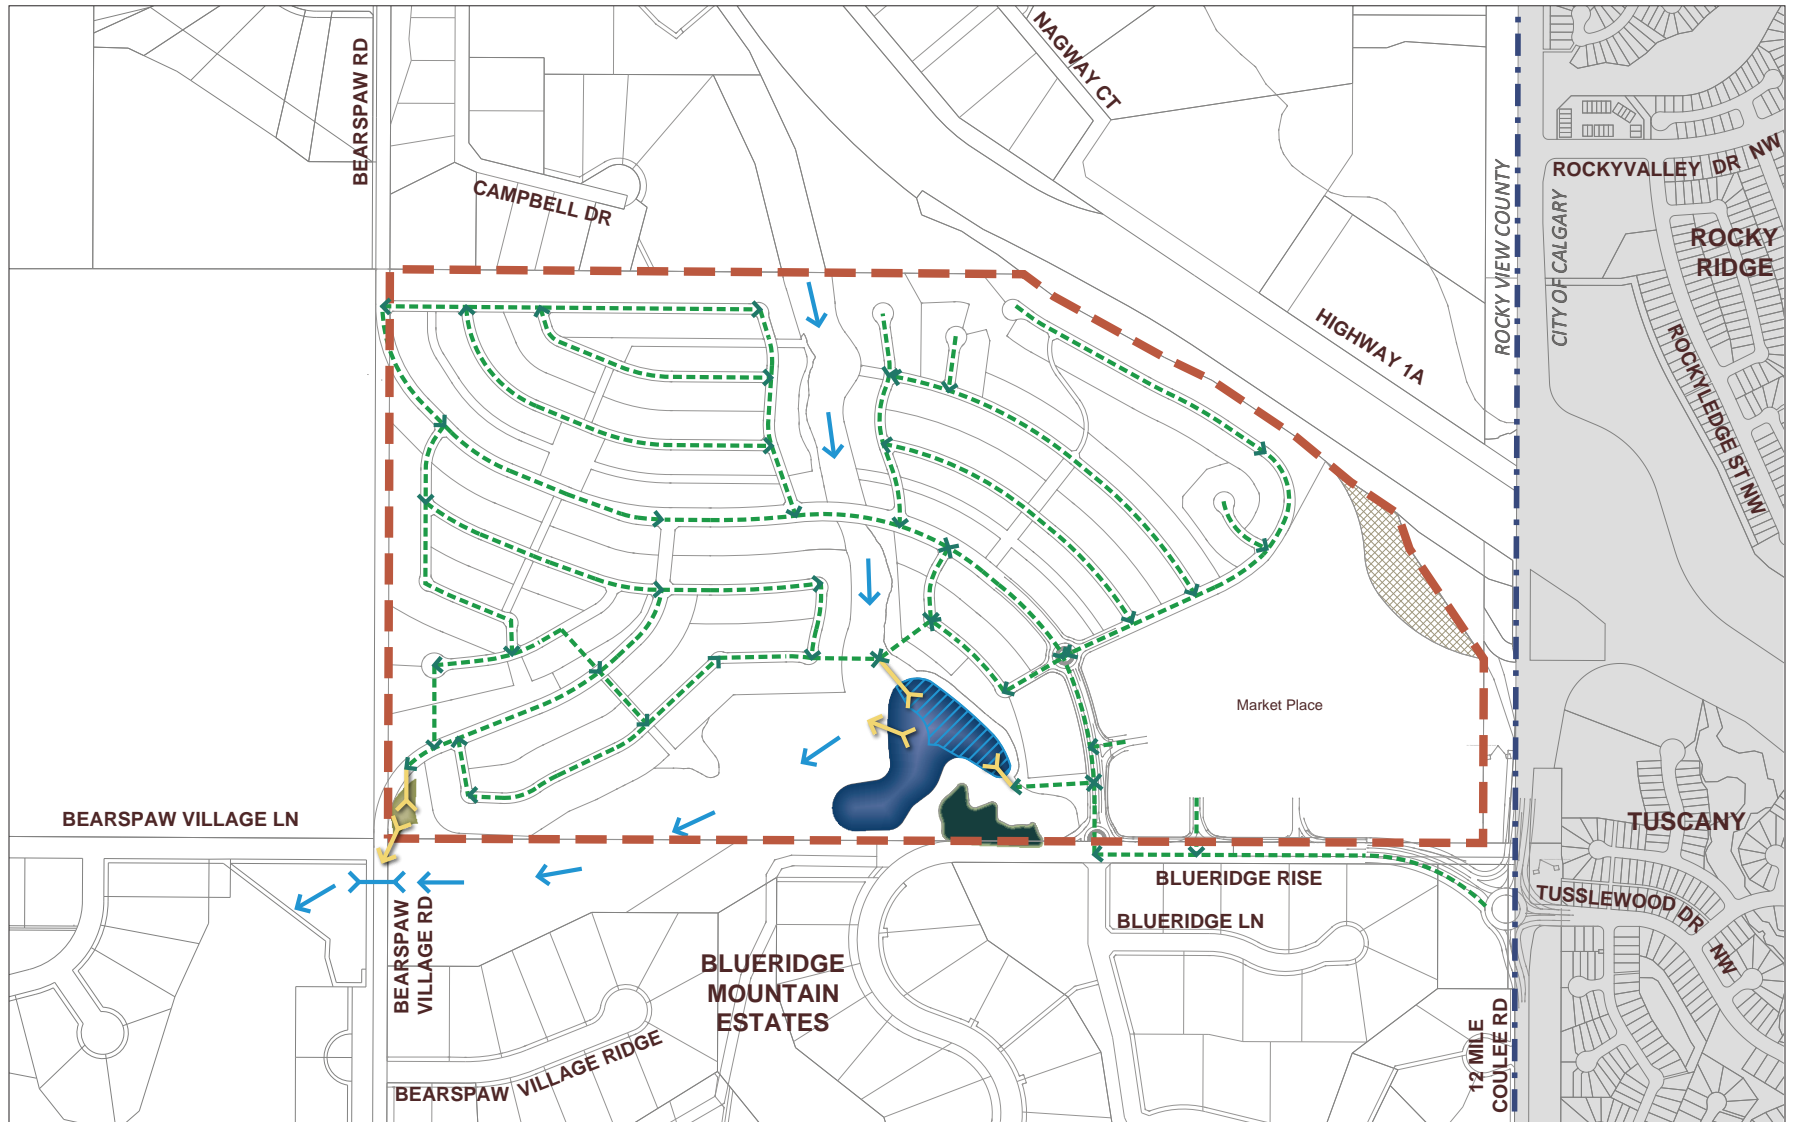 NAGWAY CT
BEARSPAW RD
ROCKYVALLEY DR NW
CAMPBELL DR
ROCKY VIEW COUNTY
CITY OF CALGARY
ROCKY
RIDGE
HIGHWAY 1A
ROCKYLEDGE ST NW
Market Place
BEARSPAW VILLAGE LN
TUSCANY
BLUERIDGE RISE
TUSSLEWOOD DR NW
BLUERIDGE LN
BEARSPAW
VILLAGE RD
BLUERIDGE
MOUNTAIN
ESTATES
12 MILE
COULEE RD
BEARSPAW VILLAGE RIDGE